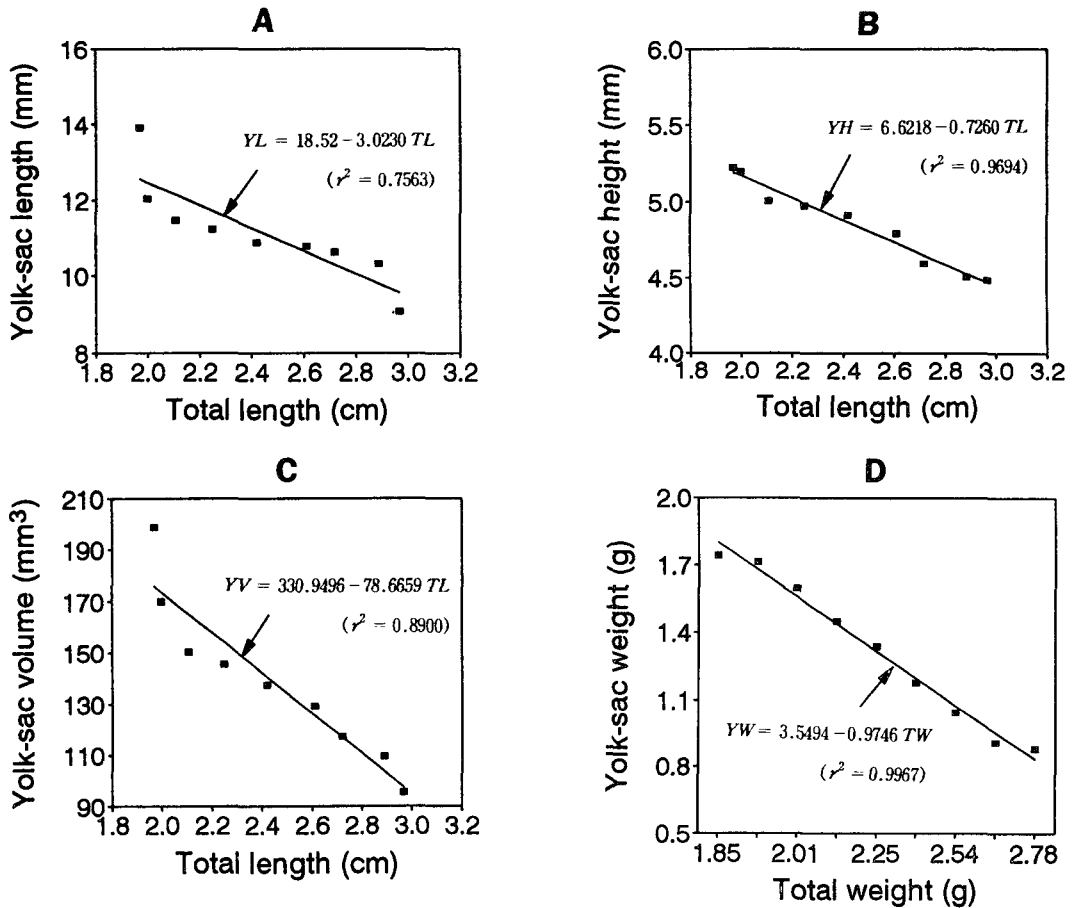 A
16
14
12
10
8
Yolk-sac length (mm)
YL = 18.52−3.0230 TL
(r² = 0.7563)
1.8 2.0 2.2 2.4 2.6 2.8 3.0 3.2
Total length (cm)
B
6.0
5.5
5.0
4.5
4.0
Yolk-sac height (mm)
YH = 6.6218−0.7260 TL
(r² = 0.9694)
1.8 2.0 2.2 2.4 2.6 2.8 3.0 3.2
Total length (cm)
C
210
190
170
150
130
110
90
Yolk-sac volume (mm³)
YV = 330.9496−78.6659 TL
(r² = 0.8900)
1.8 2.0 2.2 2.4 2.6 2.8 3.0 3.2
Total length (cm)
D
2.0
1.7
1.4
1.1
0.8
0.5
Yolk-sac weight (g)
YW = 3.5494−0.9746 TW
(r² = 0.9967)
1.85 2.01 2.25 2.54 2.78
Total weight (g)